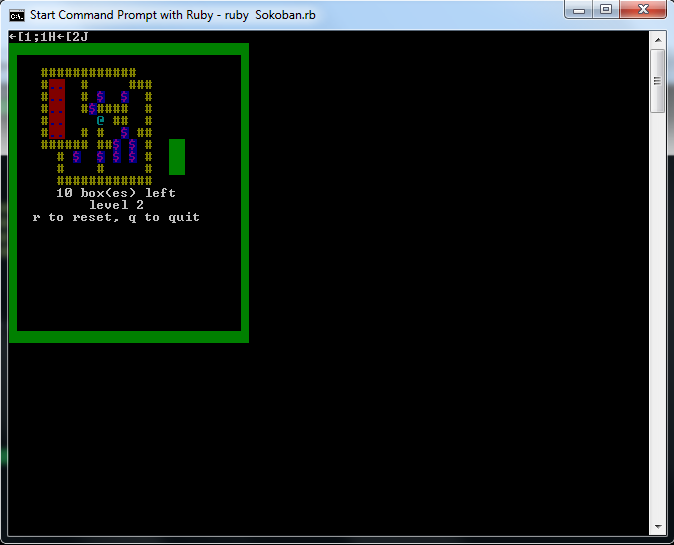 Start Command Prompt with Ruby - ruby  Sokoban.rb
←[1;1H←[2J
############
#..  #     ###
#..  # $  $  #
#..  #$####  #
#..    @ ##  #
#..  # #  $ ##
###### ##$ $ #
  # $  $ $ $ #
  #    #     #
  ############
10 box(es) left
level 2
r to reset, q to quit